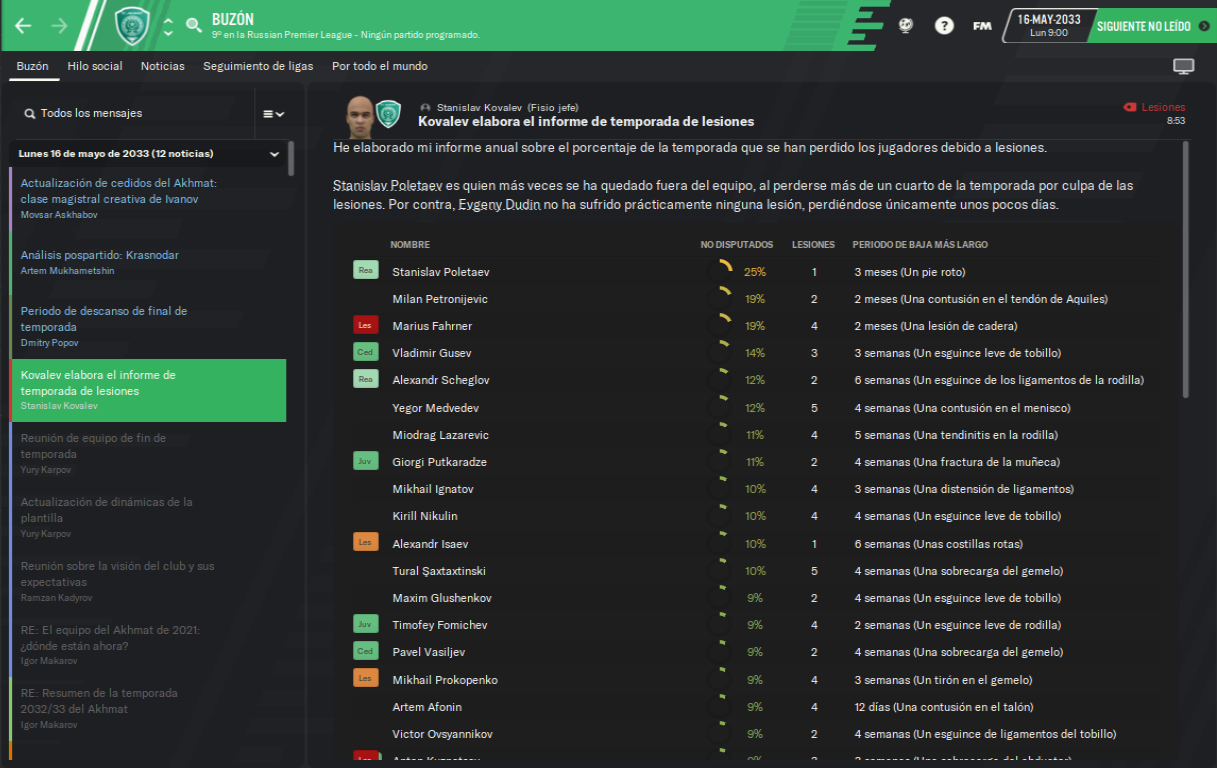 BUZÓN
9º en la Russian Premier League - Ningún partido programado.
?
FM
16-MAY-2033
Lun 9:00
SIGUIENTE NO LEÍDO
Buzón Hilo social Noticias Seguimiento de ligas Por todo el mundo
Todos los mensajes
Lunes 16 de mayo de 2033 (12 noticias)
Actualización de cedidos del Akhmat:
clase magistral creativa de Ivanov
Movsar Askhabov
Análisis pospartido: Krasnodar
Artem Mukhametshin
Periodo de descanso de final de
temporada
Dmitry Popov
Kovalev elabora el informe de
temporada de lesiones
Stanislav Kovalev
Reunión de equipo de fin de
temporada
Yury Karpov
Actualización de dinámicas de la
plantilla
Yury Karpov
Reunión sobre la visión del club y sus
expectativas
Ramzan Kadyrov
RE: El equipo del Akhmat de 2021:
¿dónde están ahora?
Igor Makarov
RE: Resumen de la temporada
2032/33 del Akhmat
Igor Makarov
Stanislav Kovalev (Fisio jefe)
Kovalev elabora el informe de temporada de lesiones
Lesiones
8:53
He elaborado mi informe anual sobre el porcentaje de la temporada que se han perdido los jugadores debido a lesiones.
Stanislav Poletaev es quien más veces se ha quedado fuera del equipo, al perderse más de un cuarto de la temporada por culpa de las
lesiones. Por contra, Evgeny Dudin no ha sufrido prácticamente ninguna lesión, perdiéndose únicamente unos pocos días.
NOMBRE NO DISPUTADOS LESIONES PERIODO DE BAJA MÁS LARGO
Rea Stanislav Poletaev 25% 1 3 meses (Un pie roto)
Milan Petronijevic 19% 2 2 meses (Una contusión en el tendón de Aquiles)
Les Marius Fahrner 19% 4 2 meses (Una lesión de cadera)
Ced Vladimir Gusev 14% 3 3 semanas (Un esguince leve de tobillo)
Rea Alexandr Scheglov 12% 2 6 semanas (Un esguince de los ligamentos de la rodilla)
Yegor Medvedev 12% 5 4 semanas (Una contusión en el menisco)
Miodrag Lazarevic 11% 4 5 semanas (Una tendinitis en la rodilla)
Juv Giorgi Putkaradze 11% 2 4 semanas (Una fractura de la muñeca)
Mikhail Ignatov 10% 4 3 semanas (Una distensión de ligamentos)
Kirill Nikulin 10% 4 4 semanas (Un esguince leve de tobillo)
Les Alexandr Isaev 10% 1 6 semanas (Unas costillas rotas)
Tural Şaxtaxtinski 10% 5 4 semanas (Una sobrecarga del gemelo)
Maxim Glushenkov 9% 2 4 semanas (Un esguince leve de tobillo)
Juv Timofey Fomichev 9% 4 2 semanas (Un esguince leve de rodilla)
Ced Pavel Vasiljev 9% 2 4 semanas (Una sobrecarga del gemelo)
Les Mikhail Prokopenko 9% 4 3 semanas (Un tirón en el gemelo)
Artem Afonin 9% 4 12 días (Una contusión en el talón)
Victor Ovsyannikov 9% 2 4 semanas (Un esguince de ligamentos del tobillo)